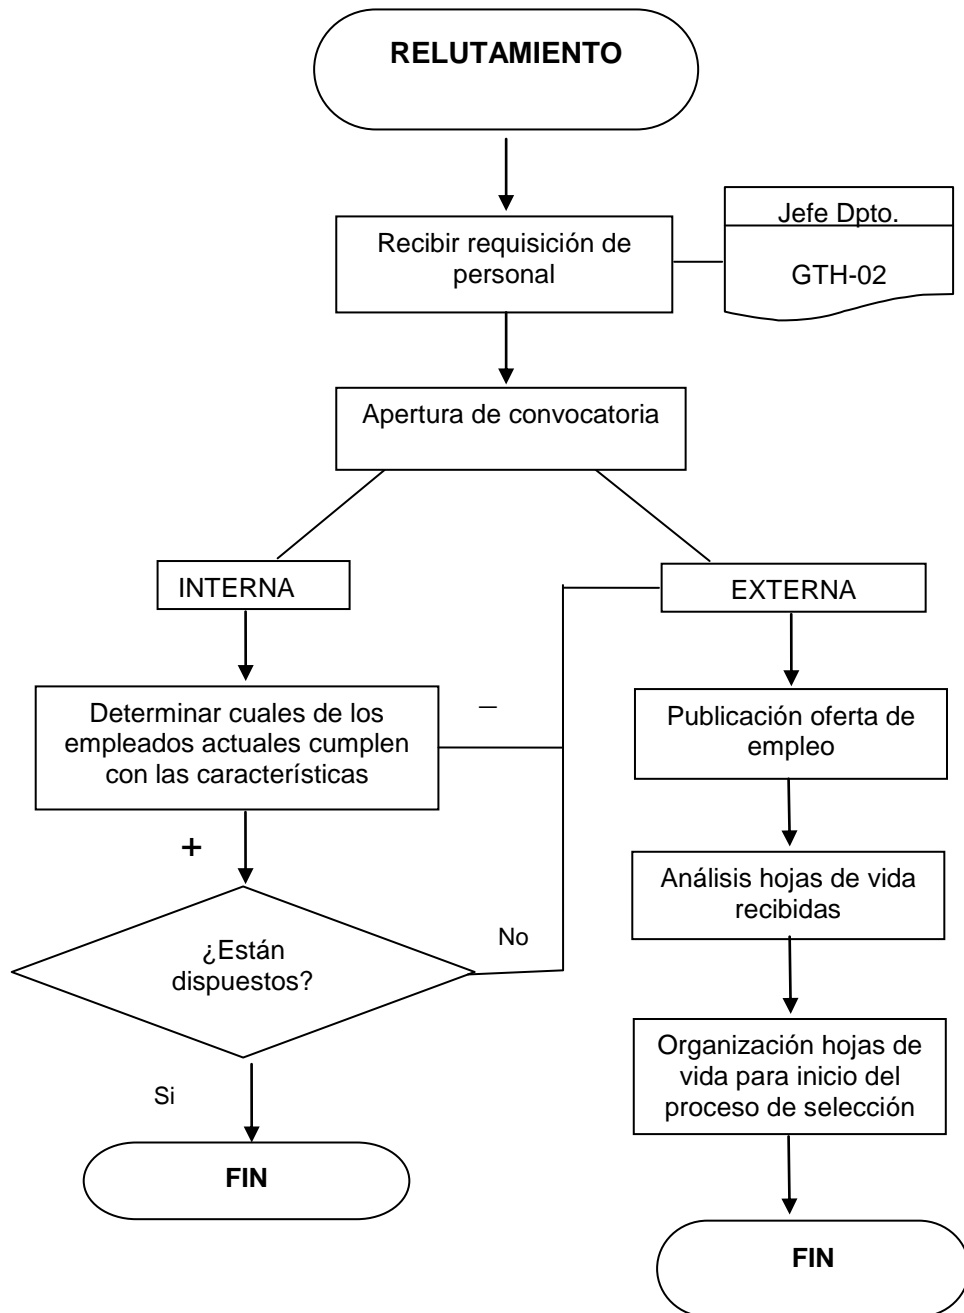 RELUTAMIENTO
Jefe Dpto.
Recibir requisición de
personal
GTH-02
Apertura de convocatoria
INTERNA
EXTERNA
Determinar cuales de los
empleados actuales cumplen
con las características
–
+
¿Están
dispuestos?
No
Si
FIN
Publicación oferta de
empleo
Análisis hojas de vida
recibidas
Organización hojas de
vida para inicio del
proceso de selección
FIN